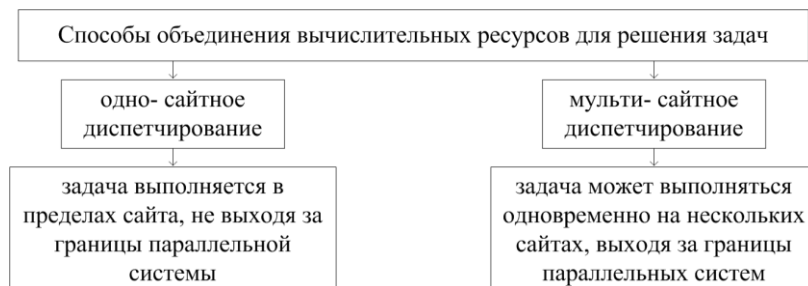 Способы объединения вычислительных ресурсов для решения задач
одно- сайтное
диспетчирование
мульти- сайтное
диспетчирование
задача выполняется в
пределах сайта, не выходя за
границы параллельной
системы
задача может выполняться
одновременно на нескольких
сайтах, выходя за границы
параллельных систем